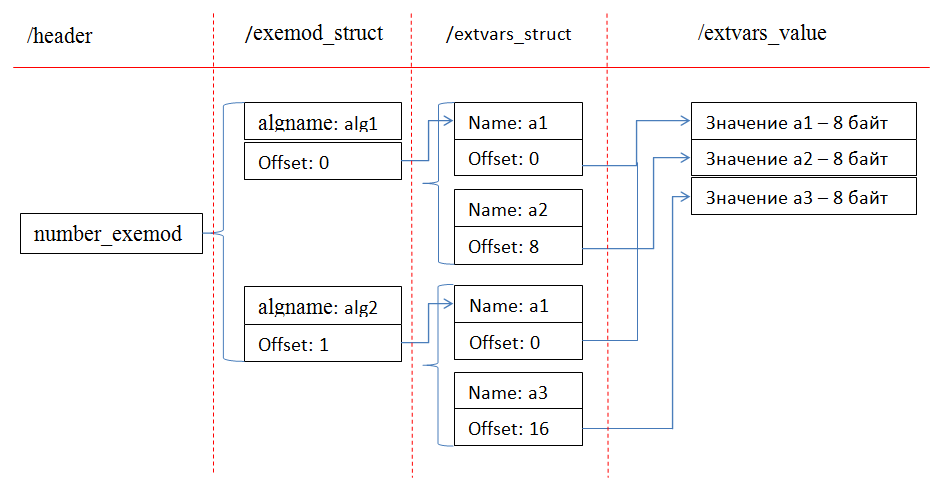 /header
/exemod_struct
/extvars_struct
/extvars_value
number_exemod
algname: alg1
Offset: 0
algname: alg2
Offset: 1
Name: a1
Offset: 0
Name: a2
Offset: 8
Name: a1
Offset: 0
Name: a3
Offset: 16
Значение a1 – 8 байт
Значение a2 – 8 байт
Значение a3 – 8 байт